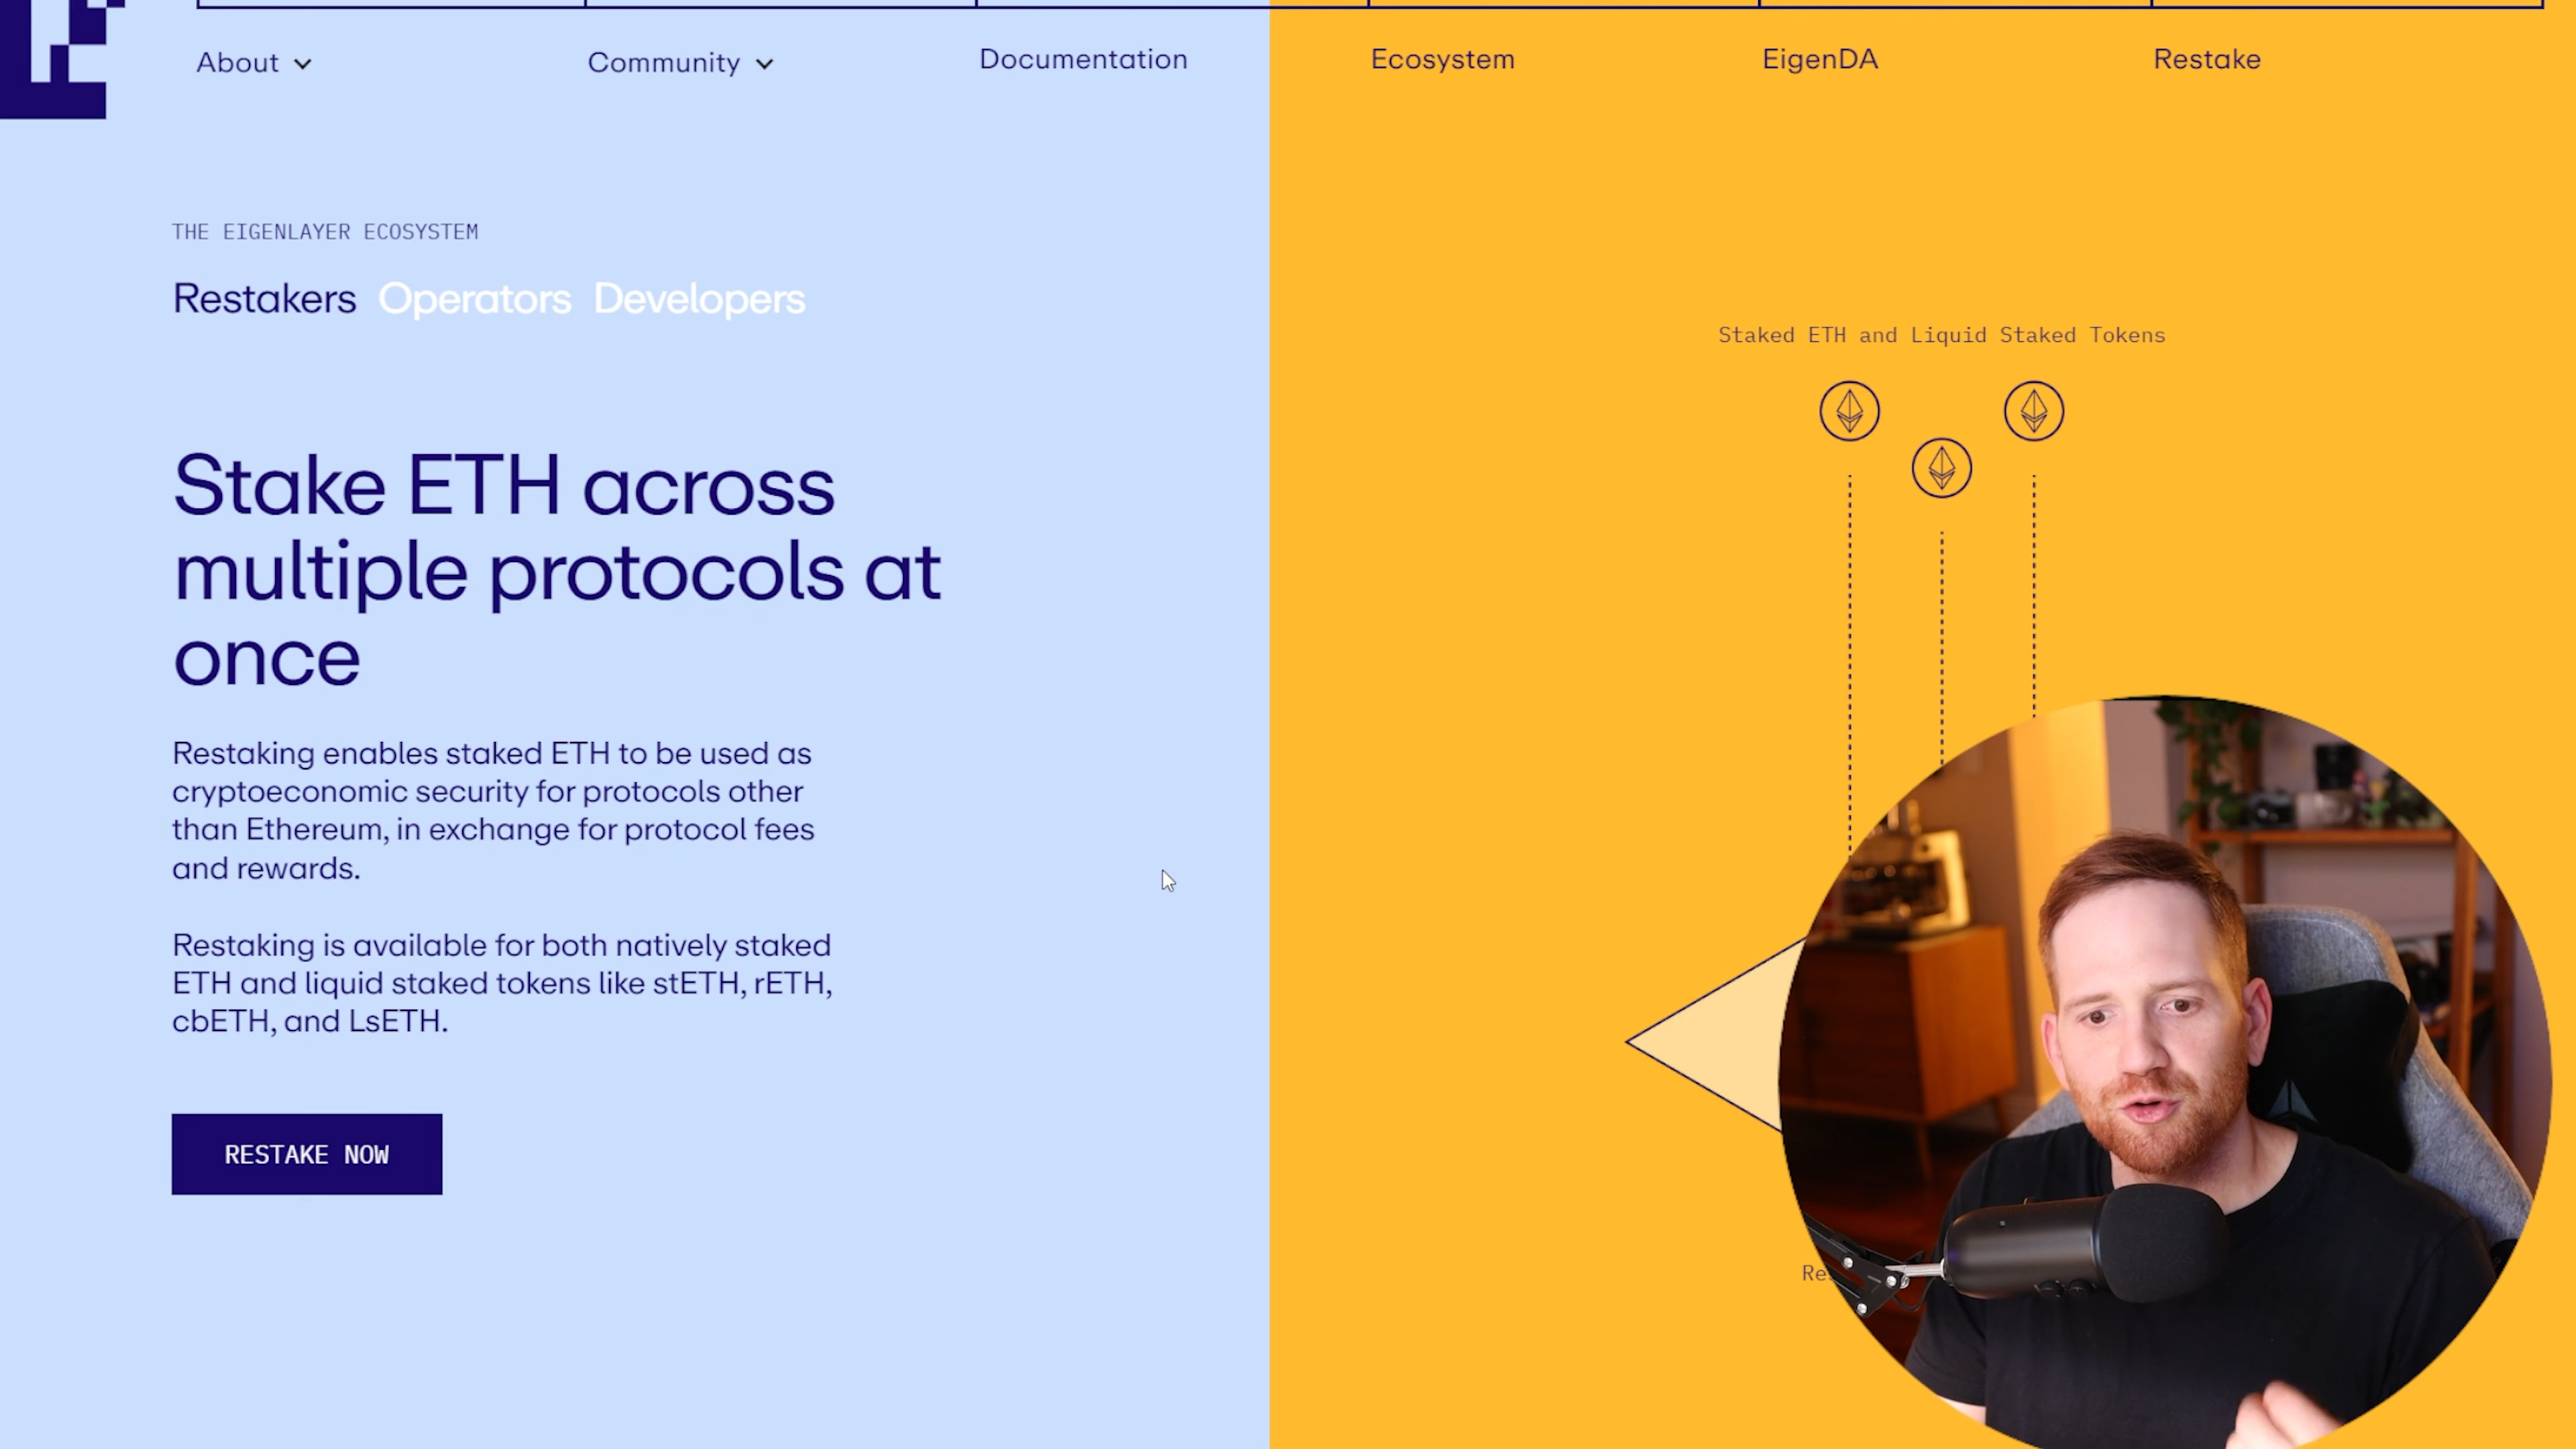 About
Community
Documentation
Ecosystem
EigenDA
Restake
THE EIGENLAYER ECOSYSTEM
Restakers Operators Developers
Stake ETH across
multiple protocols at
once
Restaking enables staked ETH to be used as
cryptoeconomic security for protocols other
than Ethereum, in exchange for protocol fees
and rewards.
Restaking is available for both natively staked
ETH and liquid staked tokens like stETH, rETH,
cbETH, and LsETH.
RESTAKE NOW
Staked ETH and Liquid Staked Tokens